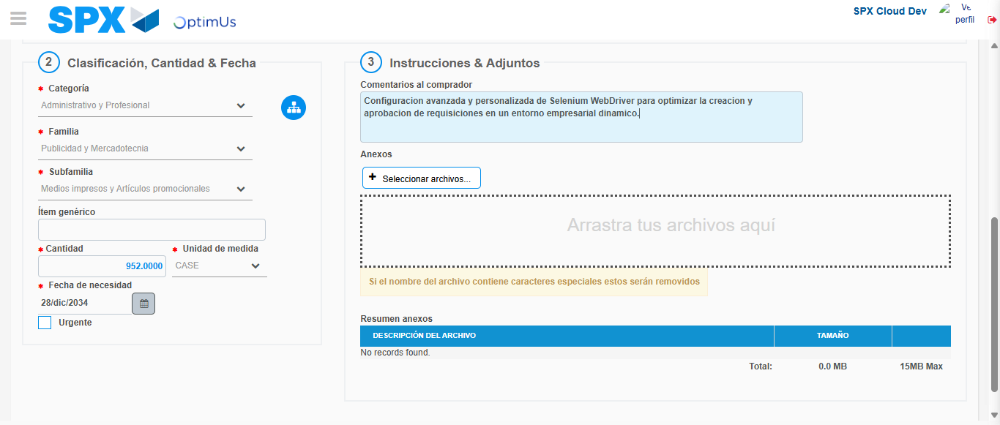 SPX
OptimUs
SPX Cloud Dev
Ve
perfil
2 Clasificación, Cantidad & Fecha
* Categoría
Administrativo y Profesional
* Familia
Publicidad y Mercadotecnia
* Subfamilia
Medios impresos y Artículos promocionales
Ítem genérico
* Cantidad
* Unidad de medida
952.0000
CASE
* Fecha de necesidad
28/dic/2034
Urgente
3 Instrucciones & Adjuntos
Comentarios al comprador
Configuracion avanzada y personalizada de Selenium WebDriver para optimizar la creacion y
aprobacion de requisiciones en un entorno empresarial dinamico.
Anexos
+ Seleccionar archivos...
Arrastra tus archivos aquí
Si el nombre del archivo contiene caracteres especiales estos serán removidos
Resumen anexos
DESCRIPCIÓN DEL ARCHIVO TAMAÑO
No records found.
Total: 0.0 MB 15MB Max